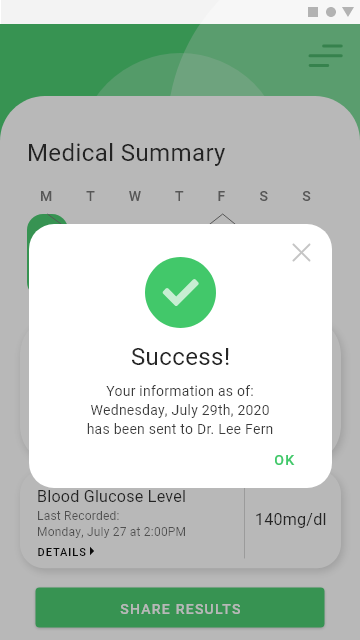 Medical Summary
M T W T F S S
Success!
Your information as of:
Wednesday, July 29th, 2020
has been sent to Dr. Lee Fern
OK
Blood Glucose Level
Last Recorded:
Monday, July 27 at 2:00PM
140mg/dl
DETAILS
SHARE RESULTS